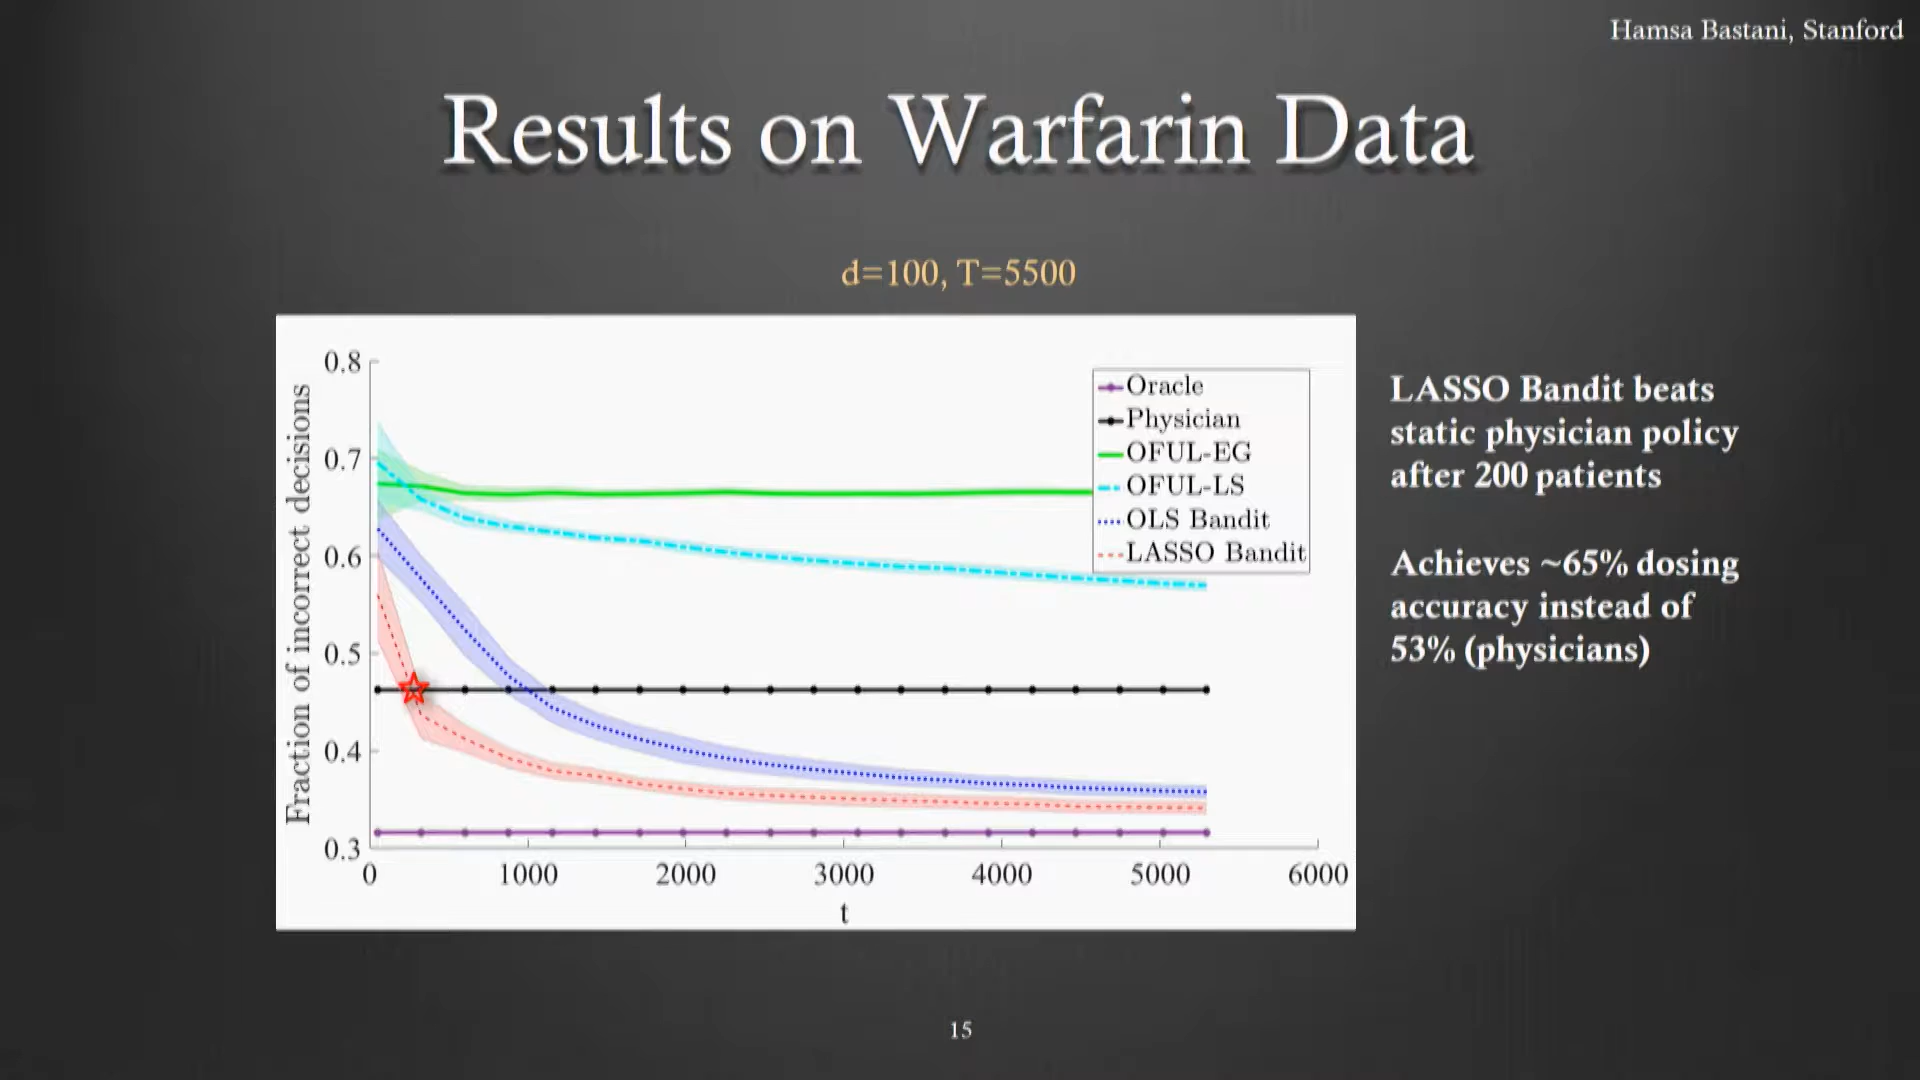 Hamsa Bastani, Stanford
Results on Warfarin Data
d=100, T=5500
Fraction of incorrect decisions
0.8
0.7
0.6
0.5
0.4
0.3
0
1000
2000
3000
4000
5000
6000
t
Oracle
Physician
OFUL-EG
OFUL-LS
OLS Bandit
LASSO Bandit
LASSO Bandit beats
static physician policy
after 200 patients
Achieves ~65% dosing
accuracy instead of
53% (physicians)
15